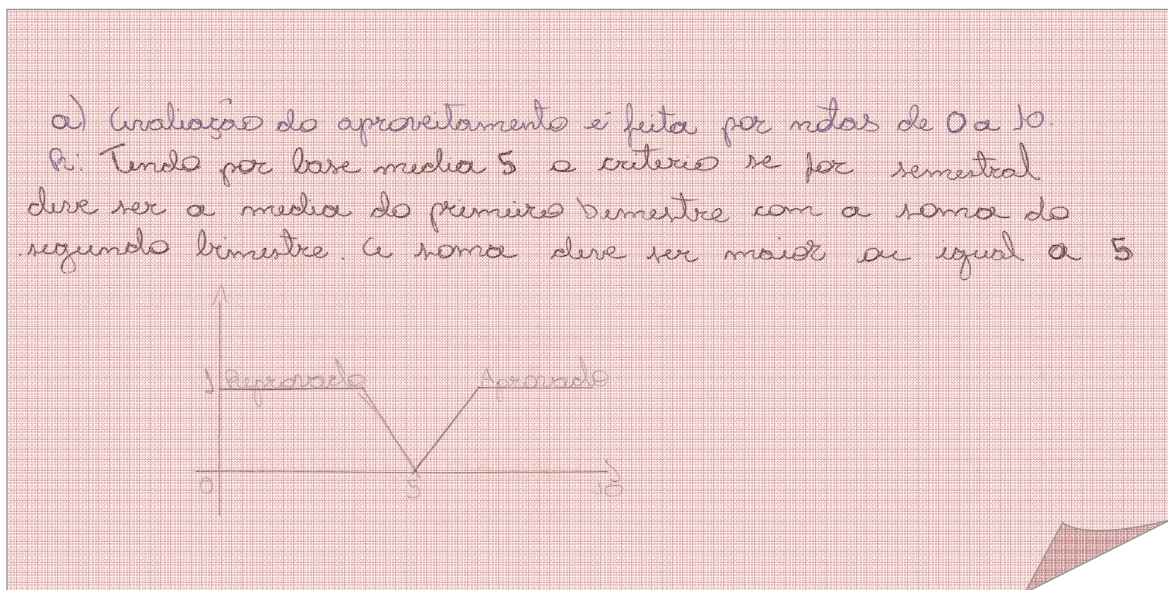 a) Avaliação do aproveitamento é feita por notas de 0 a 10.
R: Tendo por base media 5 o criterio se for semestral
deve ser a media do primeiro bimestre com a soma do
segundo bimestre. A soma deve ser maior ou igual a 5
1 Reprovado Aprovado
0 5 10